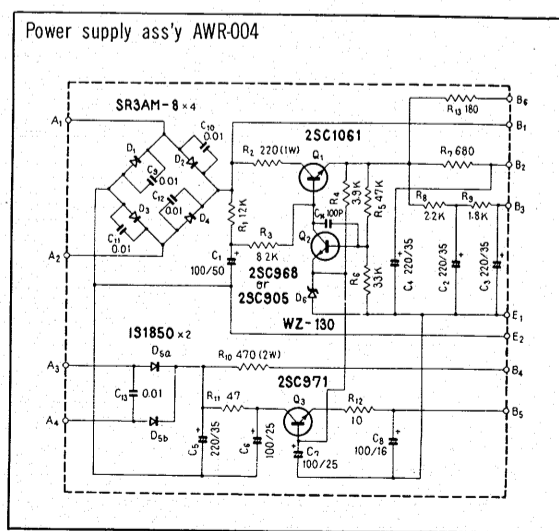 Power supply ass'y AWR-004
SR3AM-8 ×4
A1
C10
0.01
D1
D2
C9
0.01
C12
0.01
D3
D4
C11
0.01
A2
R1 12K
C1
100/50
R2 220(1W)
2SC1061
Q1
R3
8.2K
2SC968
or
2SC905
C14 100P
Q2
R4
3.9K
R5 47K
R6
33K
D6
WZ-130
R13 180
R7 680
R8
2.2K
R9
1.8K
C4 220/35
C2 220/35
C3 220/35
B6
B1
B2
B3
E1
E2
IS1850 ×2
A3
D5a
C13
0.01
A4
D5b
R10 470 (2W)
B4
R11 47
2SC971
Q3
R12
10
B5
C5
220/35
C6
100/25
C7
100/25
C8
100/16